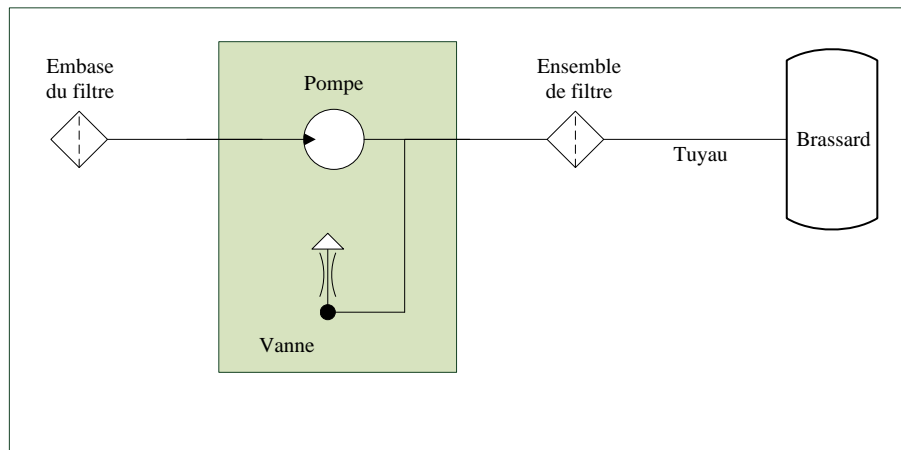 Embase
du filtre
Pompe
Ensemble
de filtre
Tuyau
Brassard
Vanne